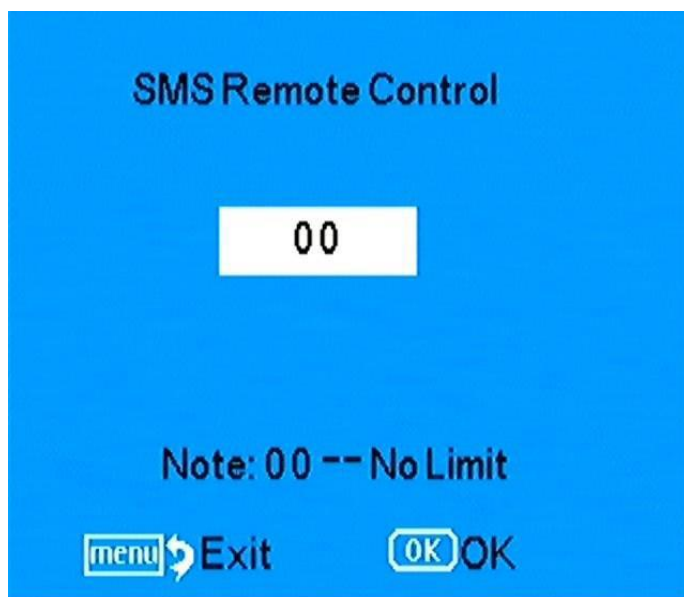 SMS Remote Control
00
Note: 00 -- No Limit
menu Exit OK OK